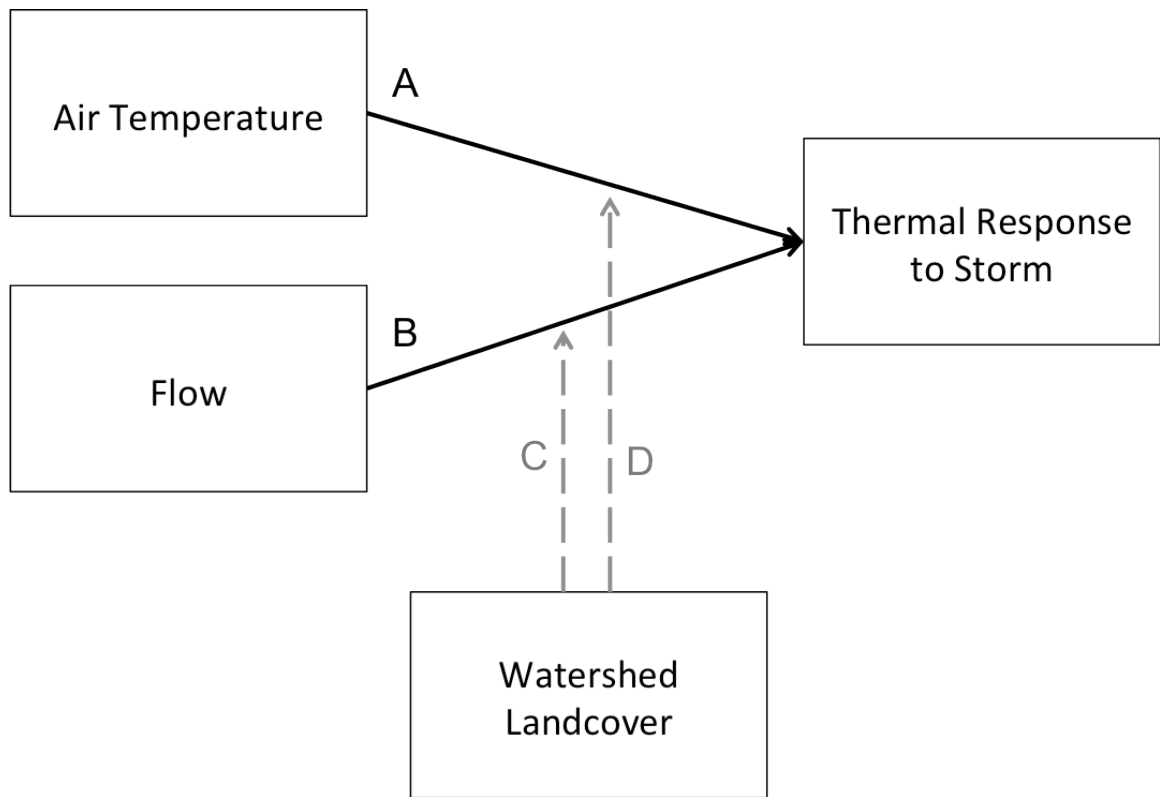 Air Temperature
A
Thermal Response
to Storm
B
Flow
C
D
Watershed
Landcover